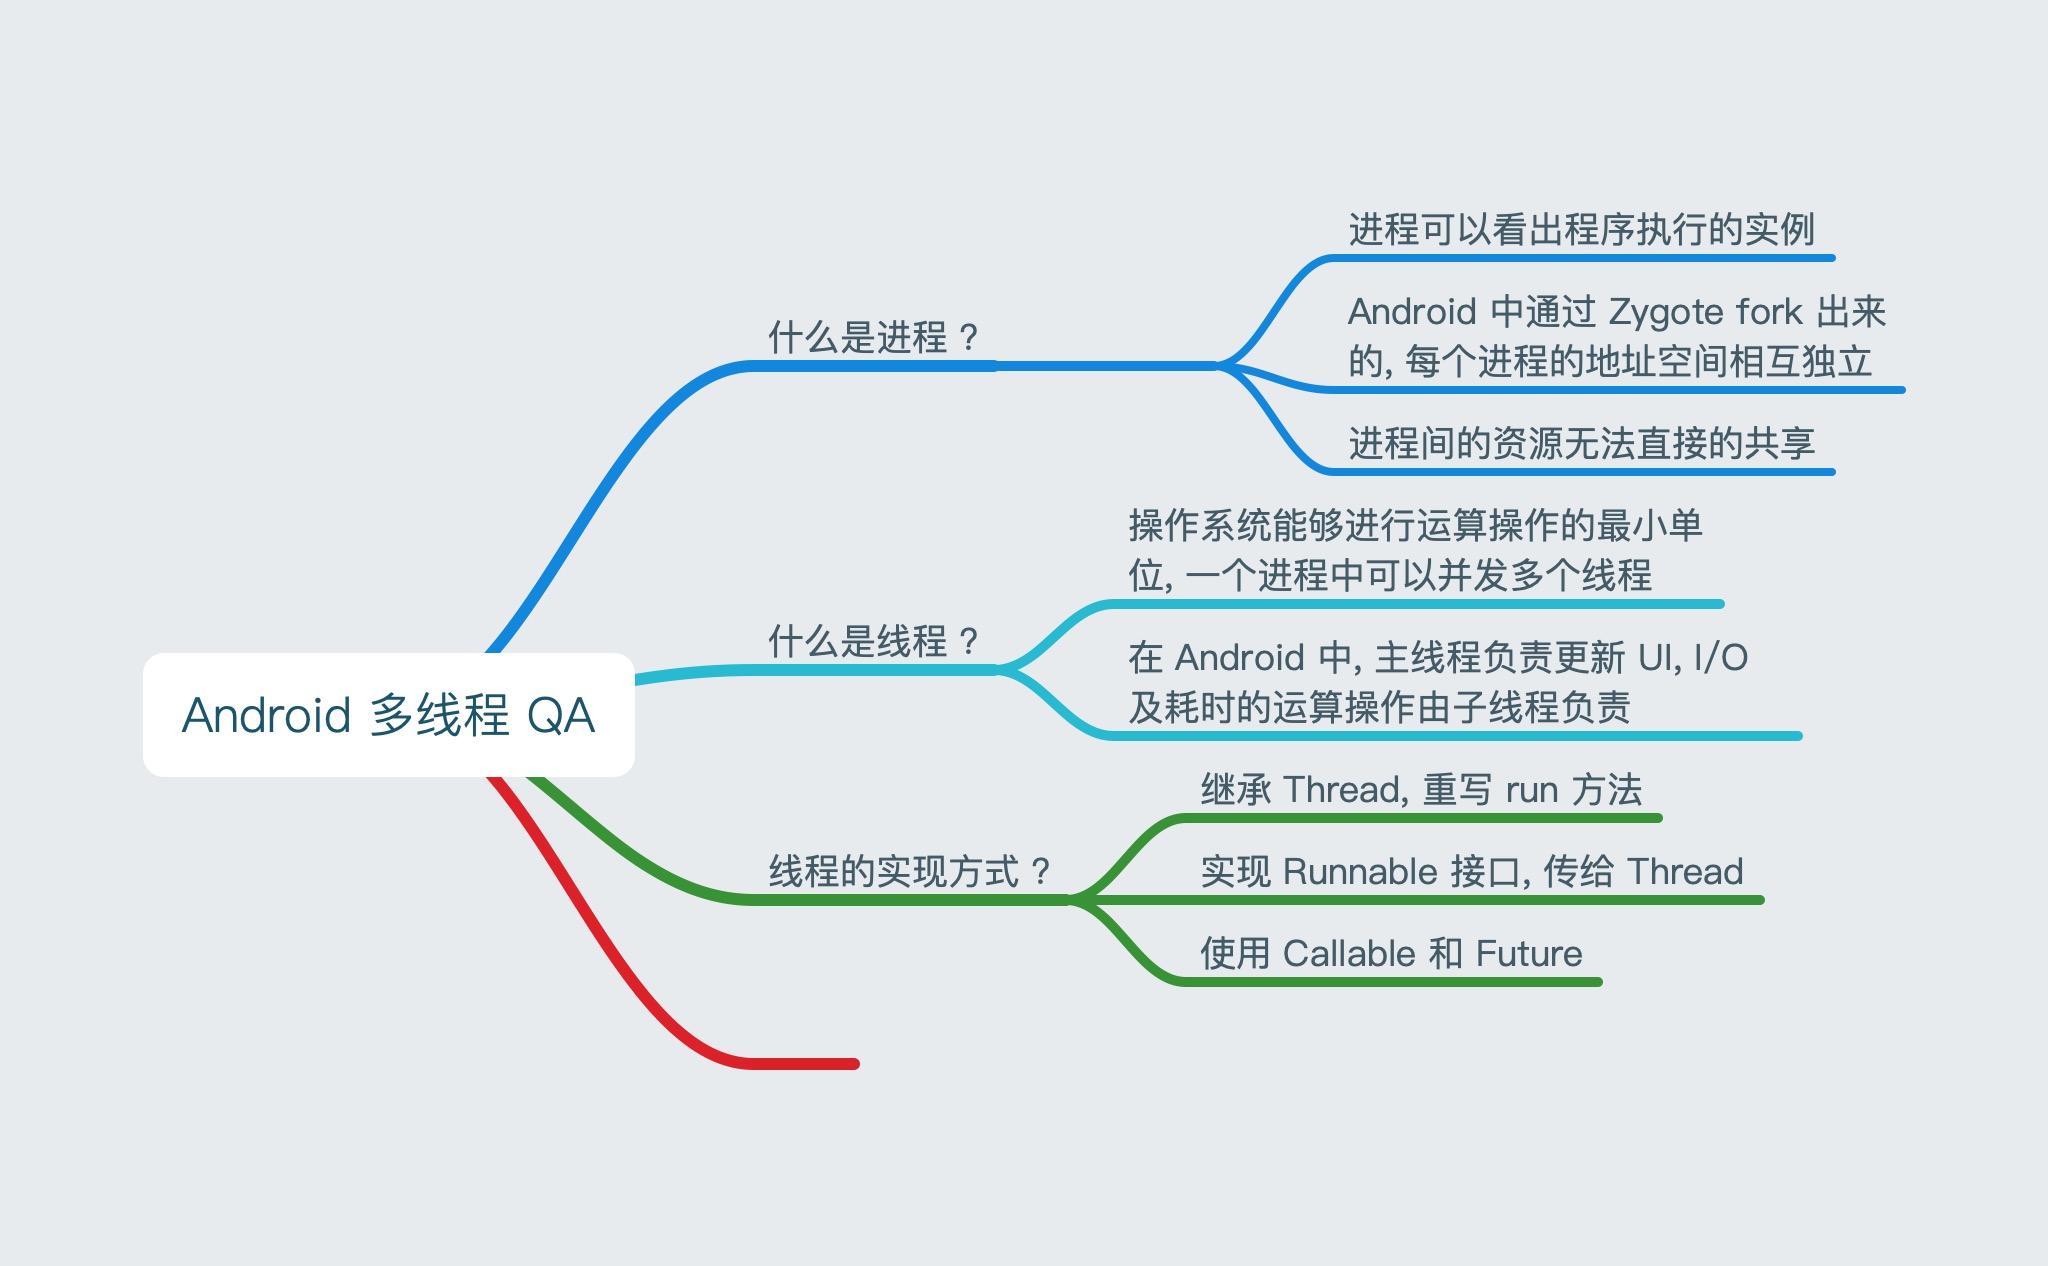 进程可以看出程序执行的实例
Android 中通过 Zygote fork 出来
的, 每个进程的地址空间相互独立
什么是进程 ?
进程间的资源无法直接的共享
操作系统能够进行运算操作的最小单
位, 一个进程中可以并发多个线程
什么是线程 ?
在 Android 中, 主线程负责更新 UI, I/O
及耗时的运算操作由子线程负责
Android 多线程 QA
继承 Thread, 重写 run 方法
线程的实现方式 ?
实现 Runnable 接口, 传给 Thread
使用 Callable 和 Future